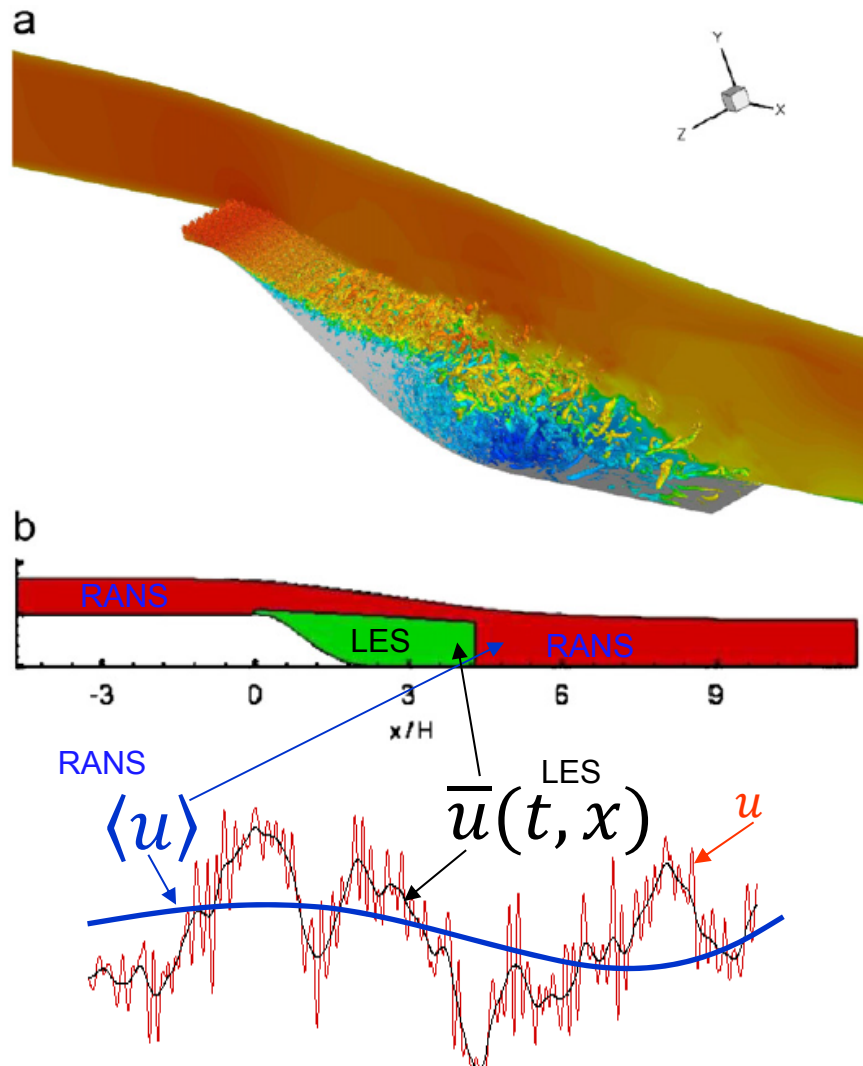 a
Y
Z
X
b
RANS
LES
RANS
-3 0 3 6 9
x/H
RANS
LES
⟨u⟩
u̅(t, x)
u